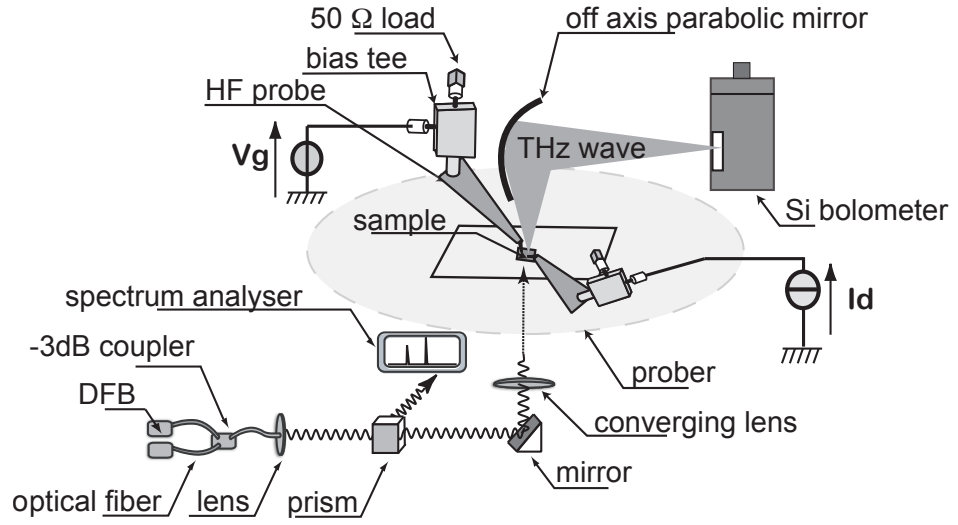 50 Ω load
off axis parabolic mirror
bias tee
HF probe
Vg
THz wave
Si bolometer
sample
spectrum analyser
Id
-3dB coupler
prober
DFB
converging lens
mirror
optical fiber
lens
prism